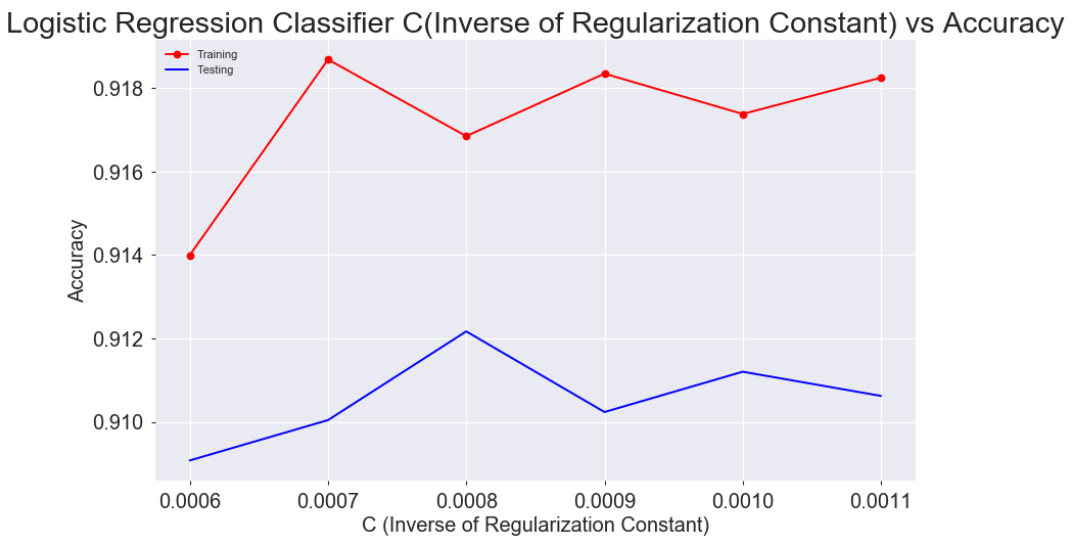 Logistic Regression Classifier C(Inverse of Regularization Constant) vs Accuracy
Training
Testing
0.918
0.916
0.914
0.912
0.910
Accuracy
0.0006 0.0007 0.0008 0.0009 0.0010 0.0011
C (Inverse of Regularization Constant)